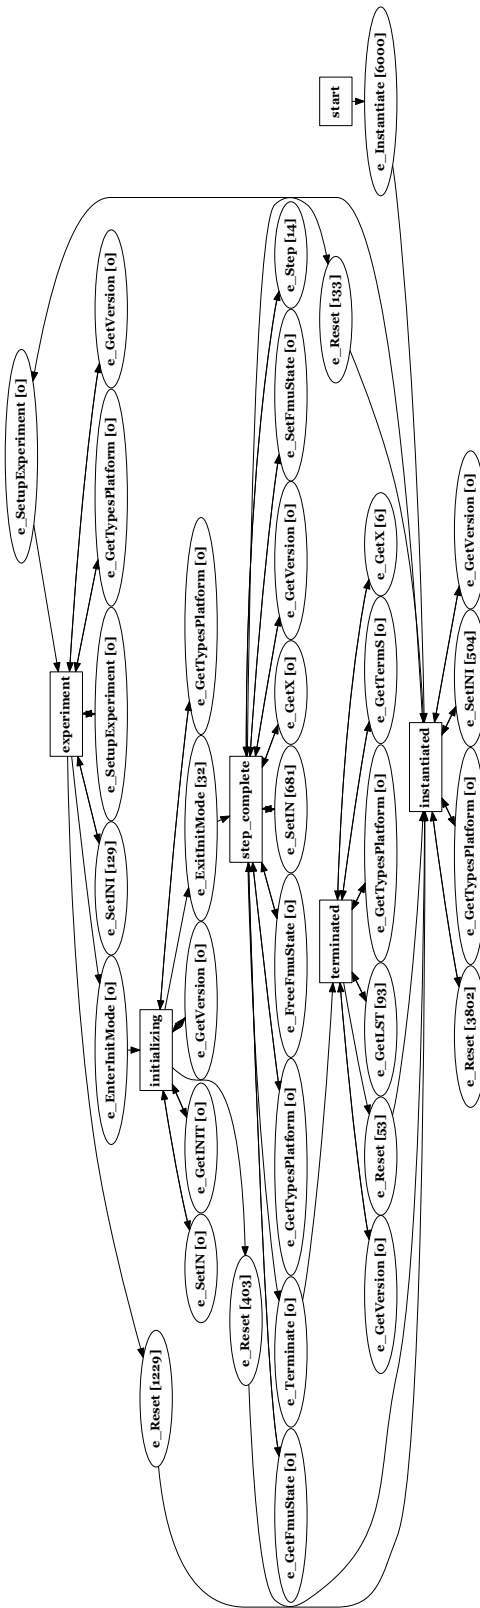 e_SetupExperiment [0]
experiment
e_EnterInitMode [0]
e_SetINI [129]
e_SetupExperiment [0]
e_GetTypesPlatform [0]
e_GetVersion [0]
e_Reset [1229]
initializing
e_SetIN [0]
e_GetINIT [0]
e_GetVersion [0]
e_ExitInitMode [32]
e_GetTypesPlatform [0]
e_Reset [403]
step_complete
e_GetFmuState [0]
e_Terminate [0]
e_GetTypesPlatform [0]
e_FreeFmuState [0]
e_SetIN [681]
e_GetX [0]
e_GetVersion [0]
e_SetFmuState [0]
e_Step [14]
terminated
e_Reset [133]
start
e_GetVersion [0]
e_Reset [53]
e_GetLST [93]
e_GetTypesPlatform [0]
e_GetTermS [0]
e_GetX [6]
e_Instantiate [6000]
instantiated
e_Reset [3802]
e_GetTypesPlatform [0]
e_SetINI [504]
e_GetVersion [0]